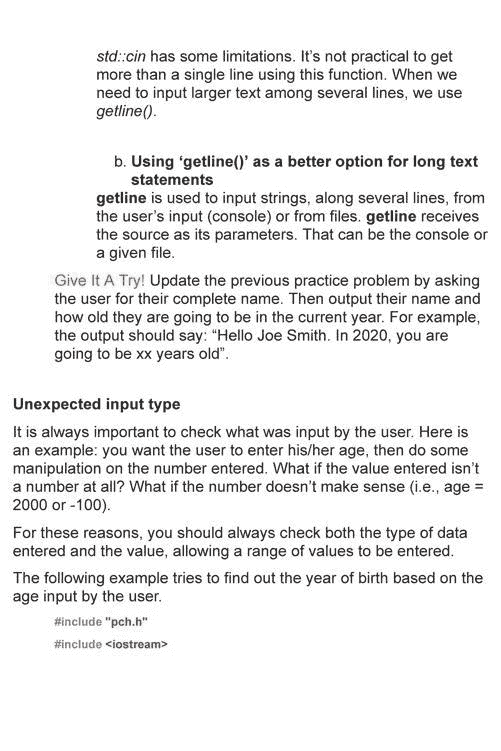 std::cin has some limitations. It’s not practical to get
more than a single line using this function. When we
need to input larger text among several lines, we use
getline().
b. Using ‘getline()’ as a better option for long text
statements
getline is used to input strings, along several lines, from
the user’s input (console) or from files. getline receives
the source as its parameters. That can be the console or
a given file.
Give It A Try! Update the previous practice problem by asking
the user for their complete name. Then output their name and
how old they are going to be in the current year. For example,
the output should say: “Hello Joe Smith. In 2020, you are
going to be xx years old”.
Unexpected input type
It is always important to check what was input by the user. Here is
an example: you want the user to enter his/her age, then do some
manipulation on the number entered. What if the value entered isn’t
a number at all? What if the number doesn’t make sense (i.e., age =
2000 or -100).
For these reasons, you should always check both the type of data
entered and the value, allowing a range of values to be entered.
The following example tries to find out the year of birth based on the
age input by the user.
#include "pch.h"
#include <iostream>